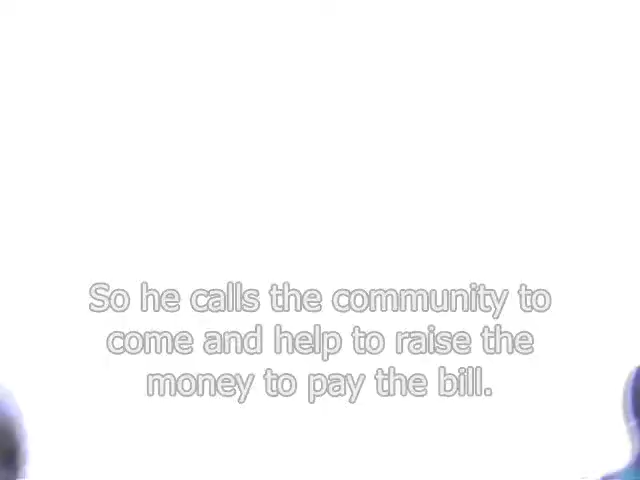 So he calls the community to
come and help to raise the
money to pay the bill.